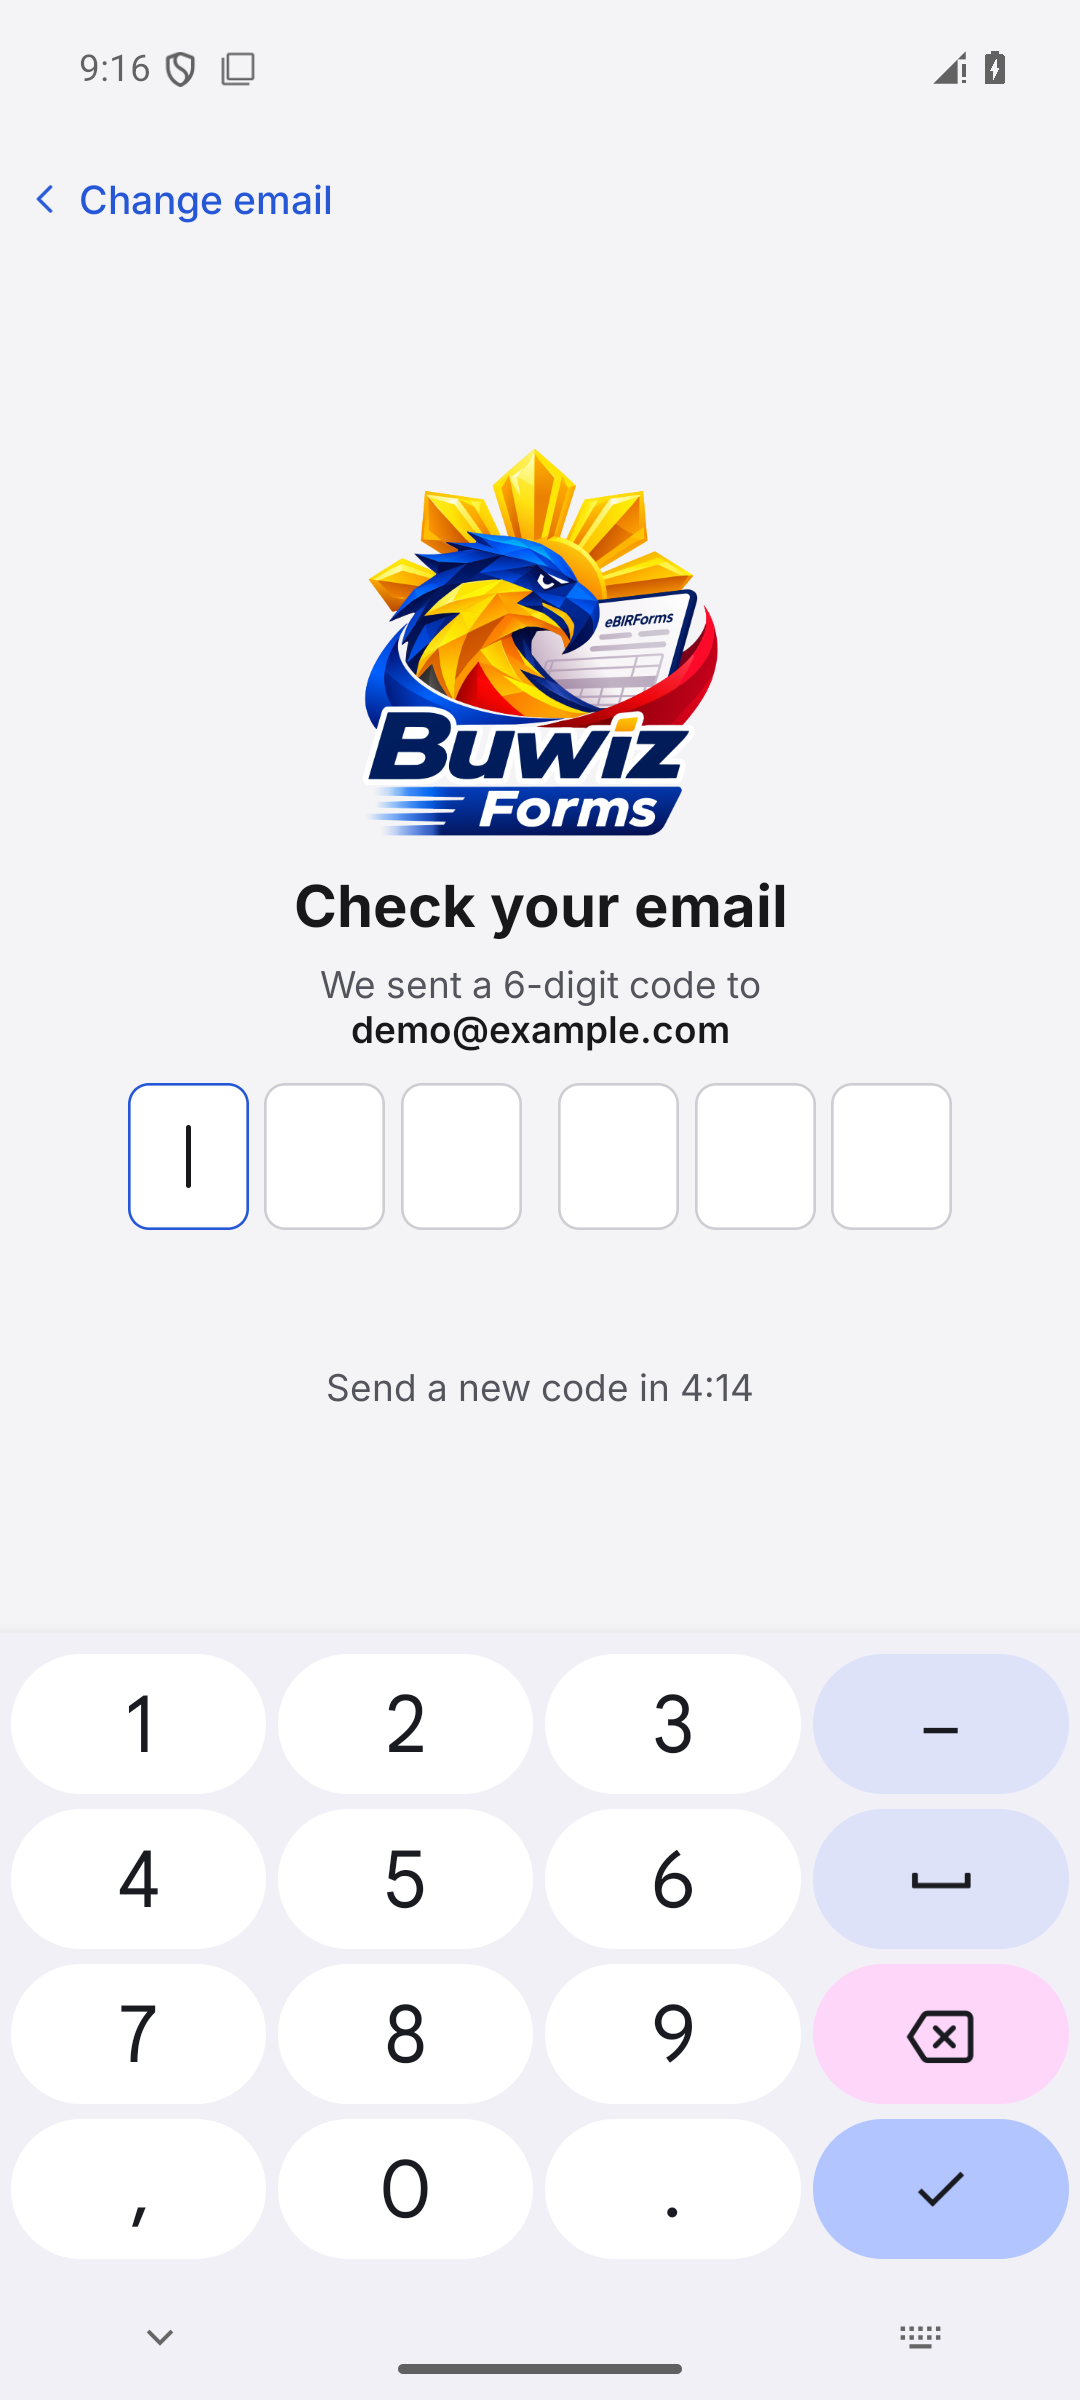 9:16
Change email
eBIRForms
Buwiz
Forms
Check your email
We sent a 6-digit code to
demo@example.com
Send a new code in 4:14
1 2 3 –
4 5 6
7 8 9
, 0 .